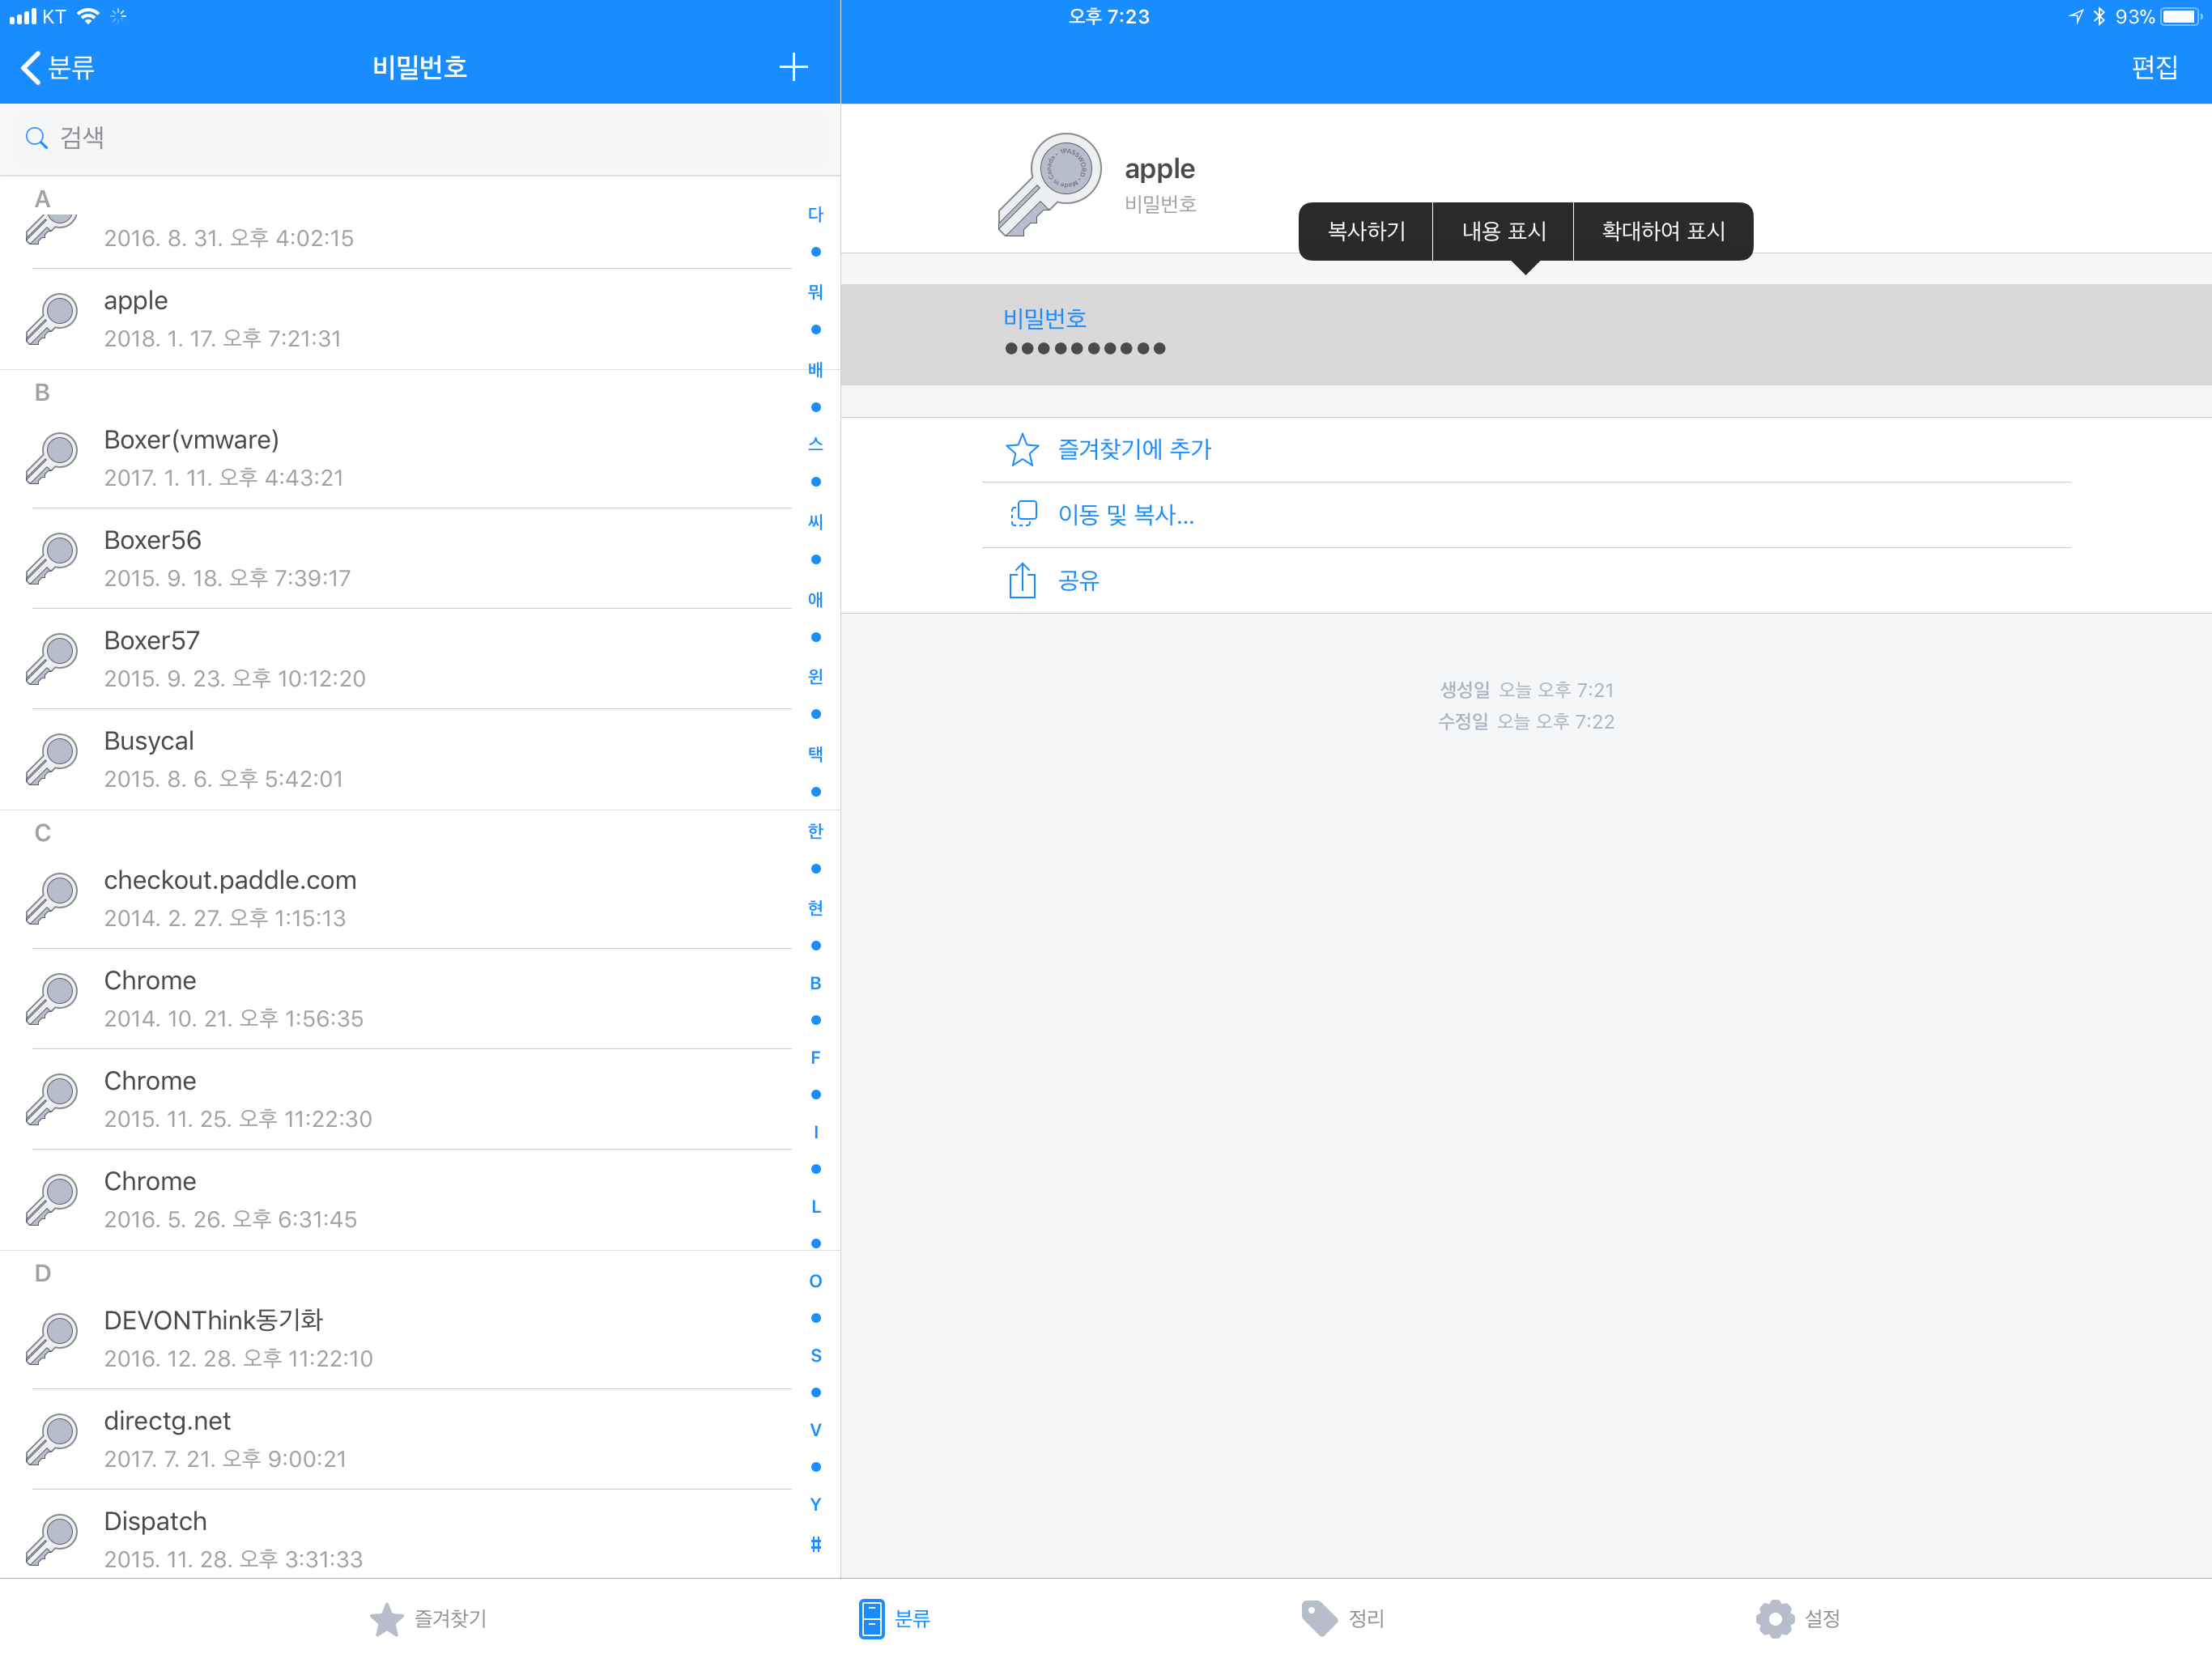 KT
오후 7:23
93%
분류
비밀번호
편집
검색
A
2016. 8. 31. 오후 4:02:15
apple
2018. 1. 17. 오후 7:21:31
B
Boxer(vmware)
2017. 1. 11. 오후 4:43:21
Boxer56
2015. 9. 18. 오후 7:39:17
Boxer57
2015. 9. 23. 오후 10:12:20
Busycal
2015. 8. 6. 오후 5:42:01
C
checkout.paddle.com
2014. 2. 27. 오후 1:15:13
Chrome
2014. 10. 21. 오후 1:56:35
Chrome
2015. 11. 25. 오후 11:22:30
Chrome
2016. 5. 26. 오후 6:31:45
D
DEVONThink동기화
2016. 12. 28. 오후 11:22:10
directg.net
2017. 7. 21. 오후 9:00:21
Dispatch
2015. 11. 28. 오후 3:31:33
다
뭐
배
스
씨
애
윈
택
한
현
B
F
I
L
O
S
V
Y
#
1PASSWORD • Made in Canada •
apple
비밀번호
복사하기 내용 표시 확대하여 표시
비밀번호
●●●●●●●●●●
즐겨찾기에 추가
이동 및 복사...
공유
생성일 오늘 오후 7:21
수정일 오늘 오후 7:22
즐겨찾기
분류
정리
설정